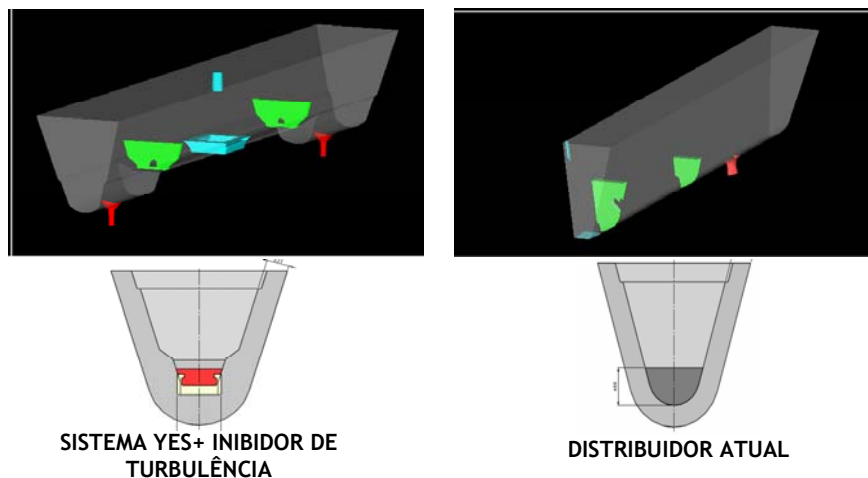 SISTEMA YES+ INIBIDOR DE
TURBULÊNCIA
DISTRIBUIDOR ATUAL